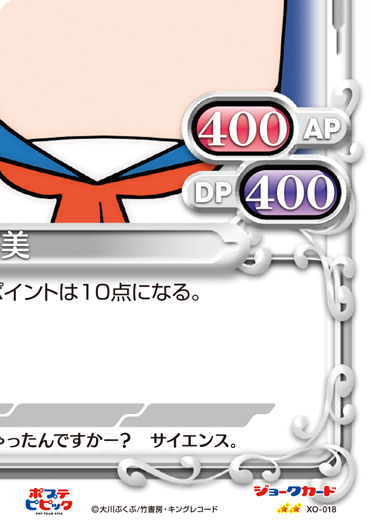 400 AP
DP 400
美
ポイントは10点になる。
ゃったんですかー? サイエンス。
ポプテ
ピピック
POP TEAM EPIC
©大川ぶくぶ/竹書房・キングレコード
ジョークカード
XO-018